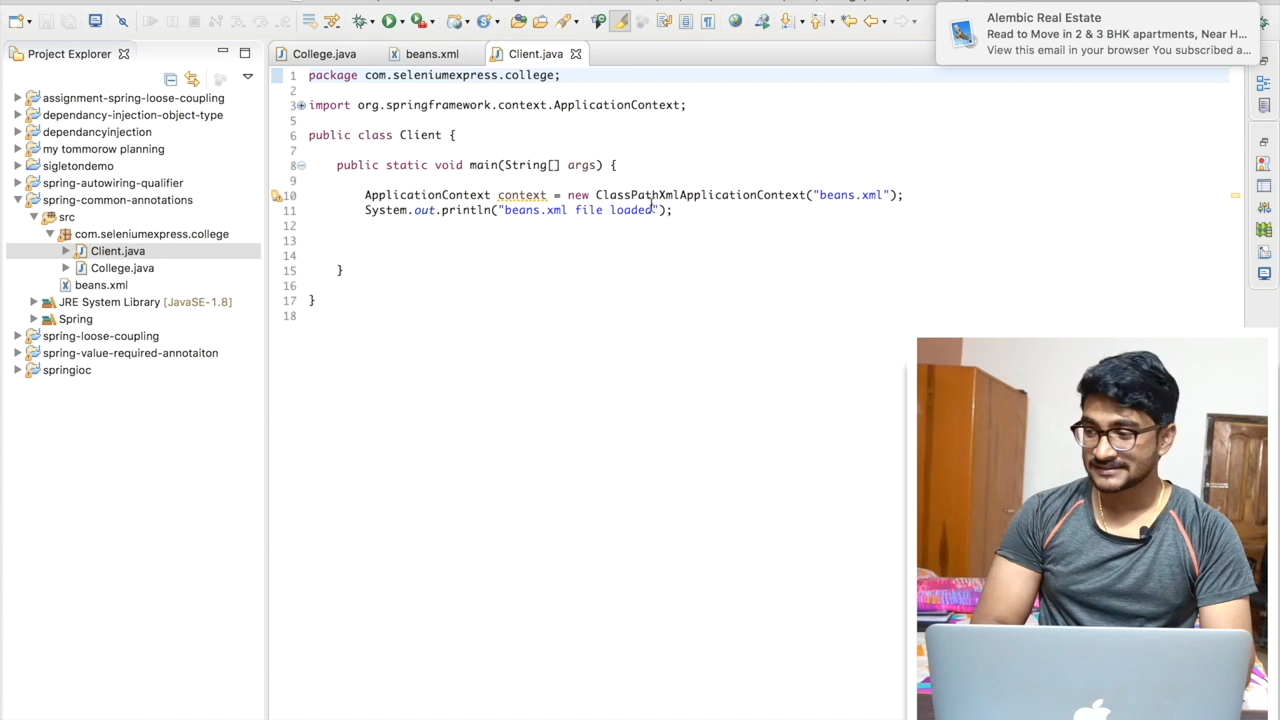 Alembic Real Estate
Ready to Move in 2 & 3 BHK apartments, Near H...
View this email in your browser You subscribed a...
Project Explorer
College.java
beans.xml
Client.java
assignment-spring-loose-coupling
dependancy-injection-object-type
dependancyinjection
my tommorow planning
sigletondemo
spring-autowiring-qualifier
spring-common-annotations
src
com.seleniumexpress.college
Client.java
College.java
beans.xml
JRE System Library [JavaSE-1.8]
Spring
spring-loose-coupling
spring-value-required-annotaiton
springioc
1 package com.seleniumexpress.college;
2
3 import org.springframework.context.ApplicationContext;
5
6 public class Client {
7
8 public static void main(String[] args) {
9
10 ApplicationContext context = new ClassPathXmlApplicationContext("beans.xml");
11 System.out.println("beans.xml file loaded");
12
13
14
15 }
16
17 }
18